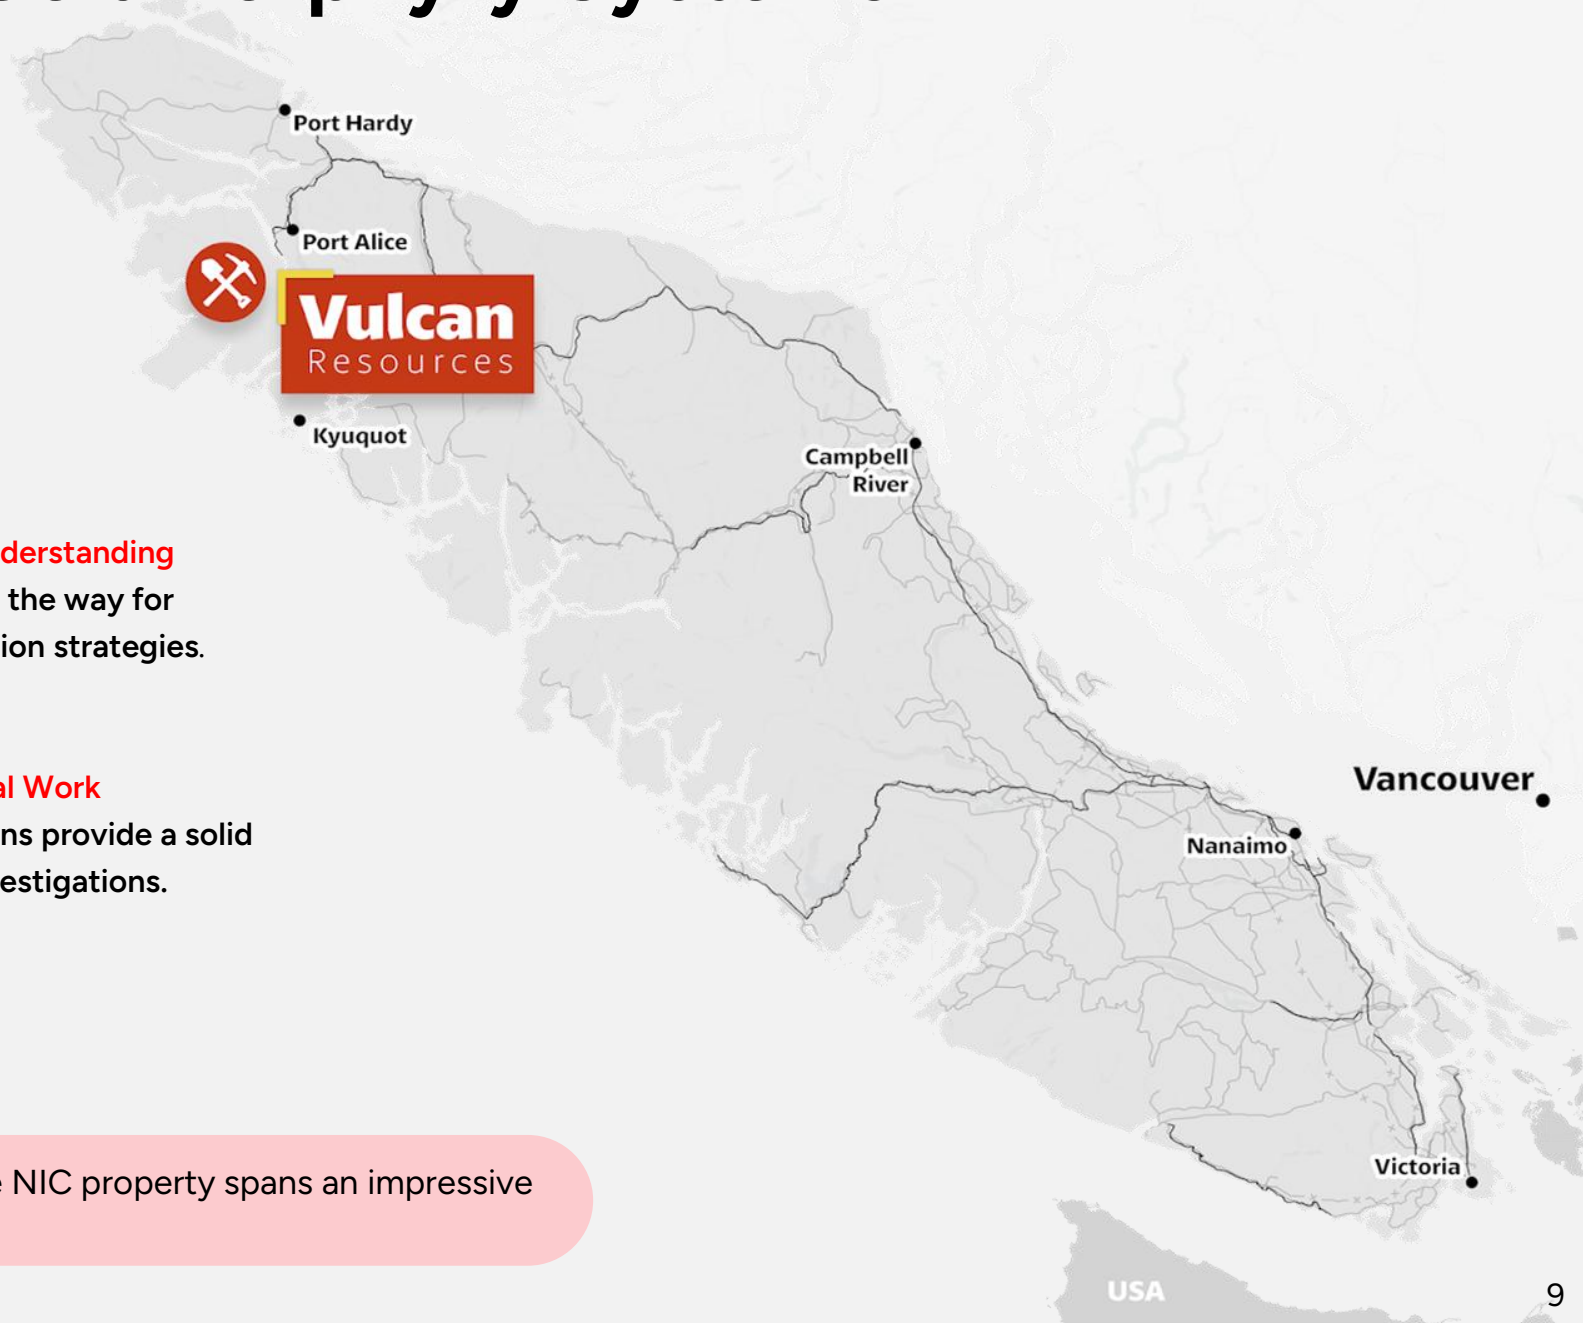 Port Hardy
Port Alice
Vulcan
Resources
Kyuquot
Campbell
River
derstanding
the way for
ion strategies.
Vancouver
al Work
ns provide a solid
Nanaimo
estigations.
Victoria
e NIC property spans an impressive
USA
9